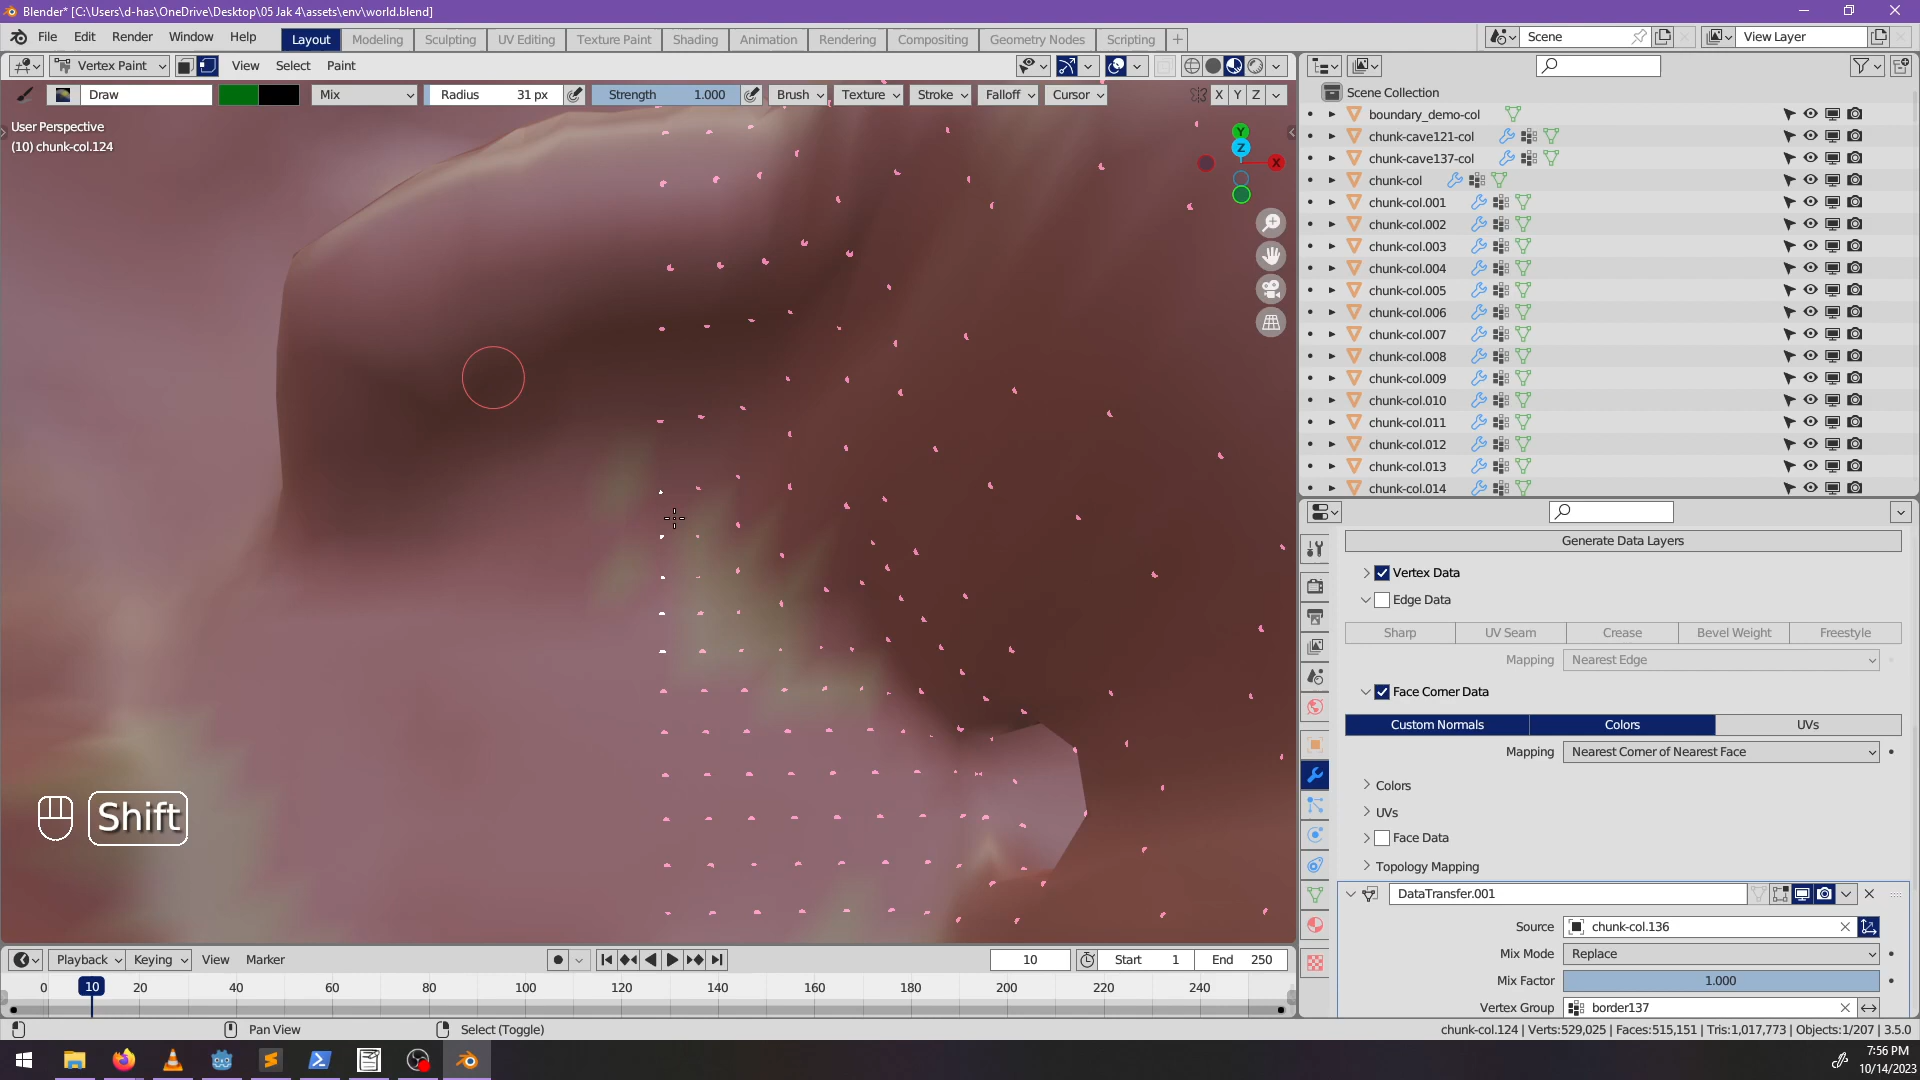 Blender* [C:\Users\d-has\OneDrive\Desktop\05 Jak 4\assets\env\world.blend]
File Edit Render Window Help Layout Modeling Sculpting UV Editing Texture Paint Shading Animation Rendering Compositing Geometry Nodes Scripting + Scene View Layer
Vertex Paint View Select Paint
Draw Mix Radius 31 px Strength 1.000 Brush Texture Stroke Falloff Cursor X Y Z
User Perspective
(10) chunk-col.124
Y
Z
X
Shift
Scene Collection
boundary_demo-col
chunk-cave121-col
chunk-cave137-col
chunk-col
chunk-col.001
chunk-col.002
chunk-col.003
chunk-col.004
chunk-col.005
chunk-col.006
chunk-col.007
chunk-col.008
chunk-col.009
chunk-col.010
chunk-col.011
chunk-col.012
chunk-col.013
chunk-col.014
Generate Data Layers
Vertex Data
Edge Data
Sharp UV Seam Crease Bevel Weight Freestyle
Mapping Nearest Edge
Face Corner Data
Custom Normals Colors UVs
Mapping Nearest Corner of Nearest Face
Colors
UVs
Face Data
Topology Mapping
DataTransfer.001
Source chunk-col.136
Mix Mode Replace
Mix Factor 1.000
Vertex Group border137
Playback Keying View Marker 10 Start 1 End 250
0 10 20 40 60 80 100 120 140 160 180 200 220 240
Pan View Select (Toggle) chunk-col.124 | Verts:529,025 | Faces:515,151 | Tris:1,017,773 | Objects:1/207 | 3.5.0
7:56 PM
10/14/2023